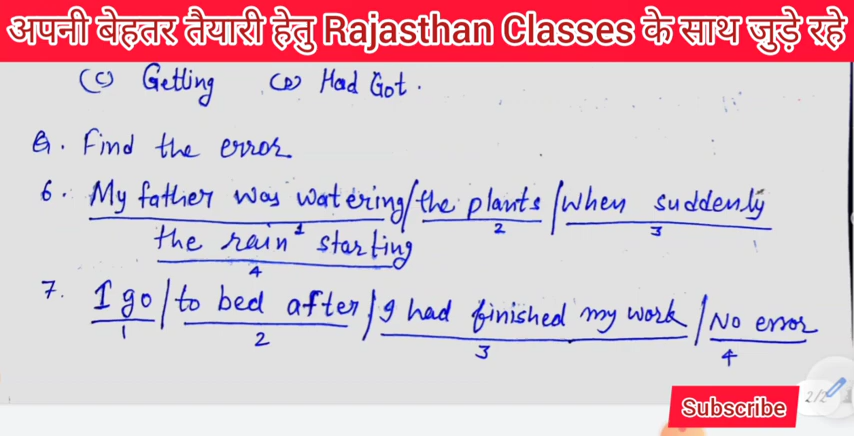 अपनी बेहतर तैयारी हेतु Rajasthan Classes के साथ जुड़े रहे
(C) Getting (D) Had Got.
Q. Find the error
6. My father was watering/the plants/when suddenly
1 2 3
the rain starting
4
7. I go/to bed after/I had finished my work/No error
1 2 3 4
2/2
Subscribe